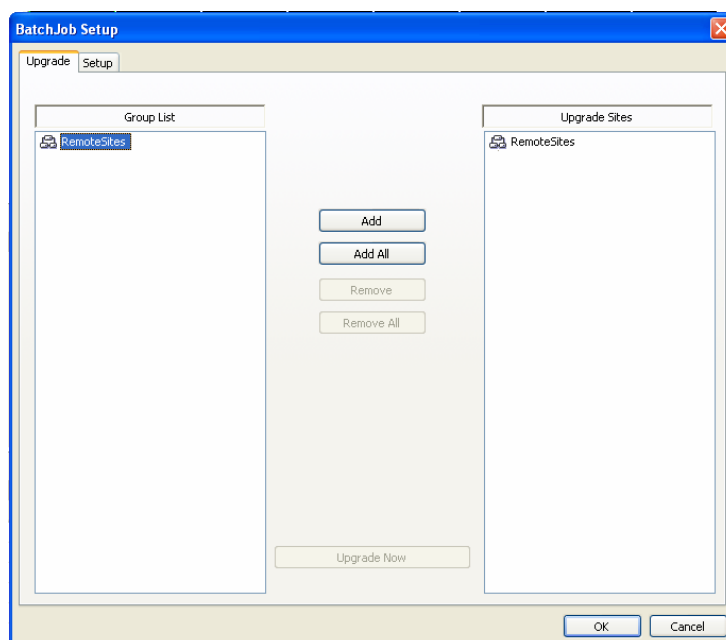 BatchJob Setup
Upgrade
Setup
Group List
Upgrade Sites
RemoteSites
RemoteSites
Add
Add All
Remove
Remove All
Upgrade Now
OK
Cancel